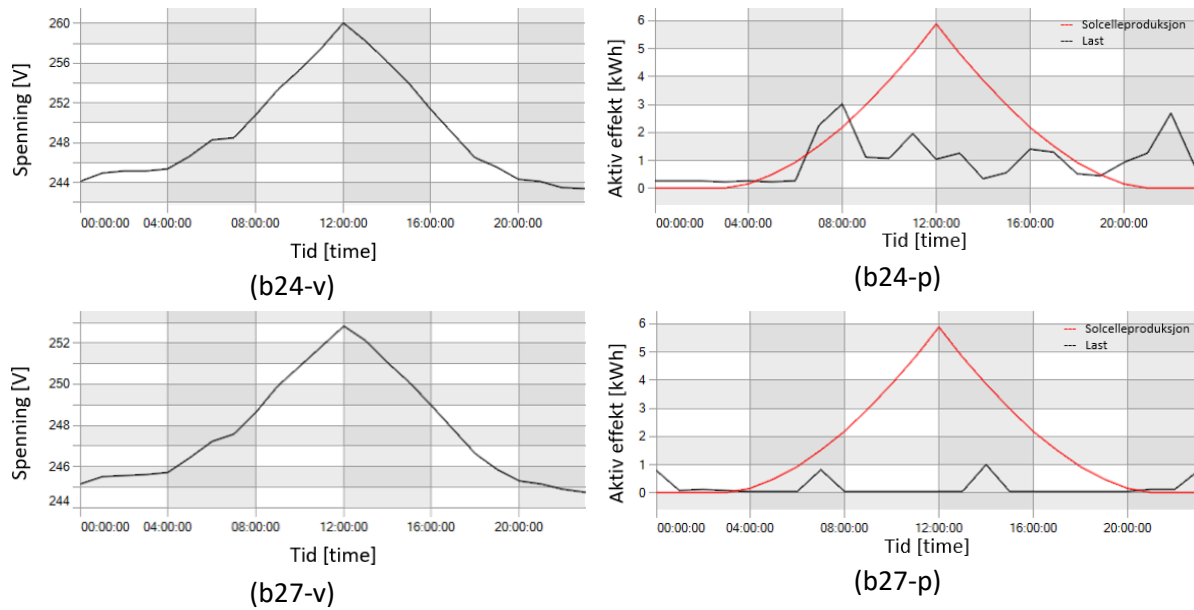 Spenning [V]
260
256
252
248
244
00:00:00 04:00:00 08:00:00 12:00:00 16:00:00 20:00:00
Tid [time]
(b24-v)
Aktiv effekt [kWh]
6
5
4
3
2
1
0
Solcelleproduksjon
Last
00:00:00 04:00:00 08:00:00 12:00:00 16:00:00 20:00:00
Tid [time]
(b24-p)
Spenning [V]
252
250
248
246
244
00:00:00 04:00:00 08:00:00 12:00:00 16:00:00 20:00:00
Tid [time]
(b27-v)
Aktiv effekt [kWh]
6
5
4
3
2
1
0
Solcelleproduksjon
Last
00:00:00 04:00:00 08:00:00 12:00:00 16:00:00 20:00:00
Tid [time]
(b27-p)